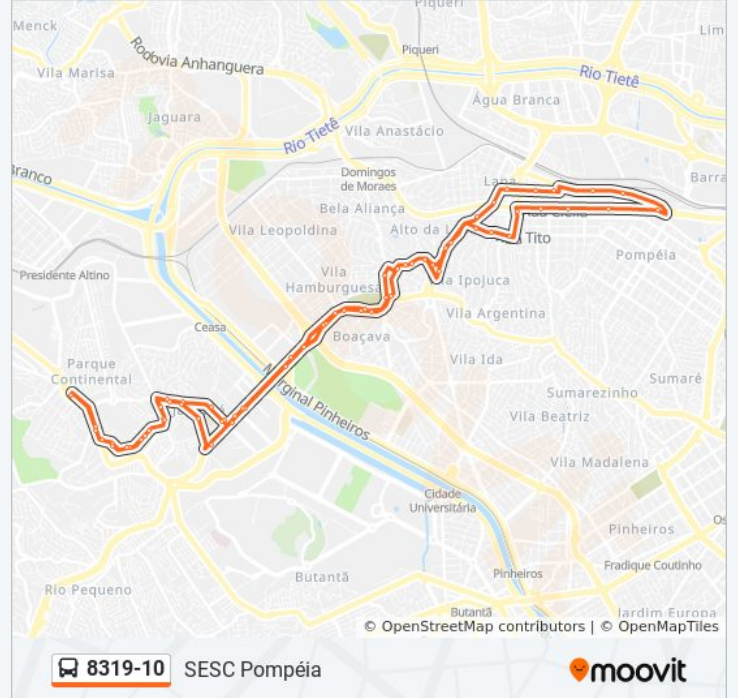 Piqueri
Menck
Lim
Rodovia Anhanguera
Piqueri
Vila Marisa
Rio Tietê
Água Branca
Jaguara
Rio Tietê
Vila Anastácio
ranco
Domingos
de Moraes
Lapa
Barra
Bela Aliança
Vila Leopoldina
Alto da L
Tito
Pompéia
Presidente Altino
Vila
Hamburguesa
Ipojuca
Vila Argentina
Ceasa
Boaçava
Parque
Continental
Vila Ida
Sumaré
Marginal Pinheiros
Sumarezinho
Vila Beatriz
Vila Madalena
Cidade
Universitária
Pinheiros
Os
Fradique Coutinho
Pinheiros
Butantã
Rio Pequeno
Butantã
Jardim Europa
© OpenStreetMap contributors | © OpenMapTiles
8319-10 SESC Pompéia
moovit